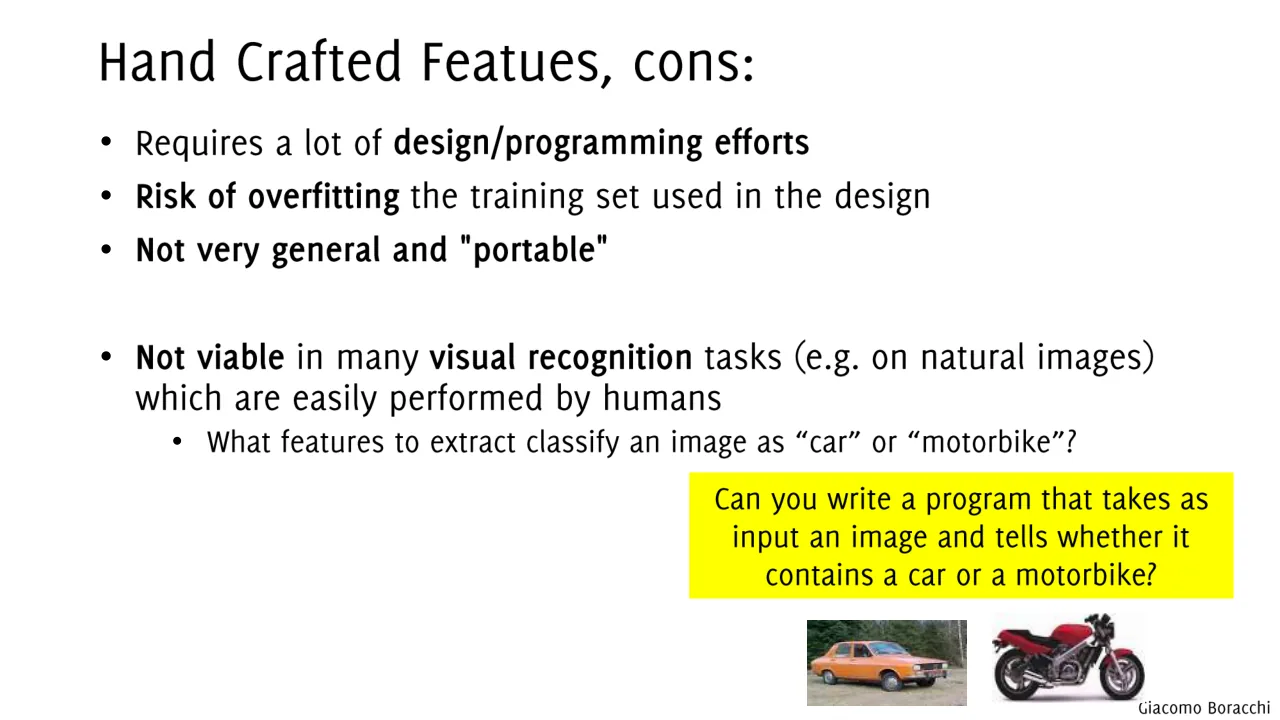 Hand Crafted Featues, cons:
• Requires a lot of design/programming efforts
• Risk of overfitting the training set used in the design
• Not very general and "portable"
• Not viable in many visual recognition tasks (e.g. on natural images)
which are easily performed by humans
• What features to extract classify an image as “car” or “motorbike”?
Can you write a program that takes as
input an image and tells whether it
contains a car or a motorbike?
Giacomo Boracchi